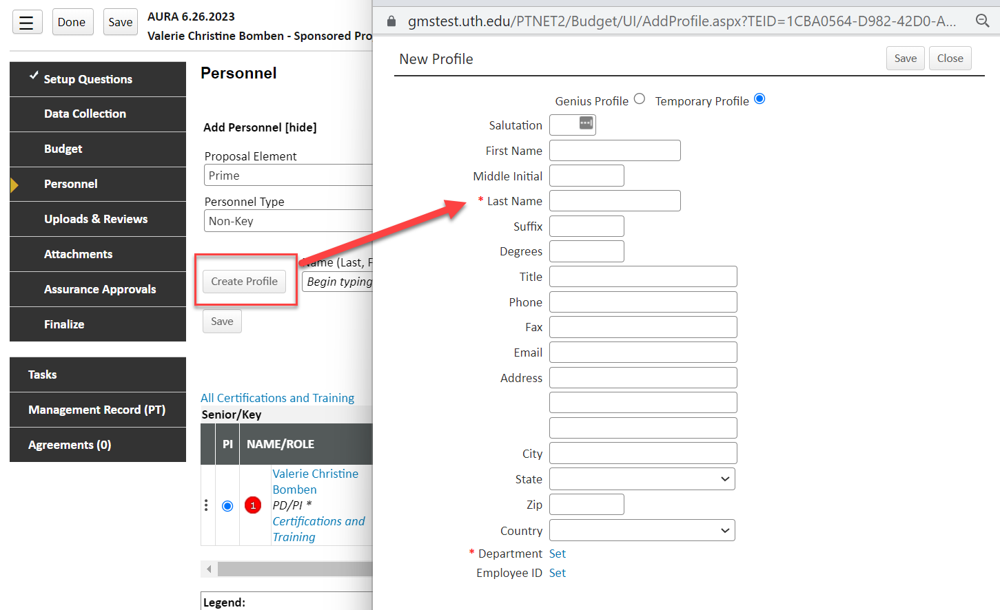 Done
Save
AURA 6.26.2023
Valerie Christine Bomben - Sponsored Pro
Setup Questions
Data Collection
Budget
Personnel
Uploads & Reviews
Attachments
Assurance Approvals
Finalize
Tasks
Management Record (PT)
Agreements (0)
Personnel
Add Personnel [hide]
Proposal Element
Prime
Personnel Type
Non-Key
Create Profile
Name (Last, F
Begin typing
Save
All Certifications and Training
Senior/Key
PI NAME/ROLE
1
Valerie Christine
Bomben
PD/PI *
Certifications and
Training
Legend:
gmstest.uth.edu/PTNET2/Budget/UI/AddProfile.aspx?TEID=1CBA0564-D982-42D0-A...
New Profile
Save
Close
Genius Profile Temporary Profile
Salutation
First Name
Middle Initial
* Last Name
Suffix
Degrees
Title
Phone
Fax
Email
Address
City
State
Zip
Country
* Department Set
Employee ID Set